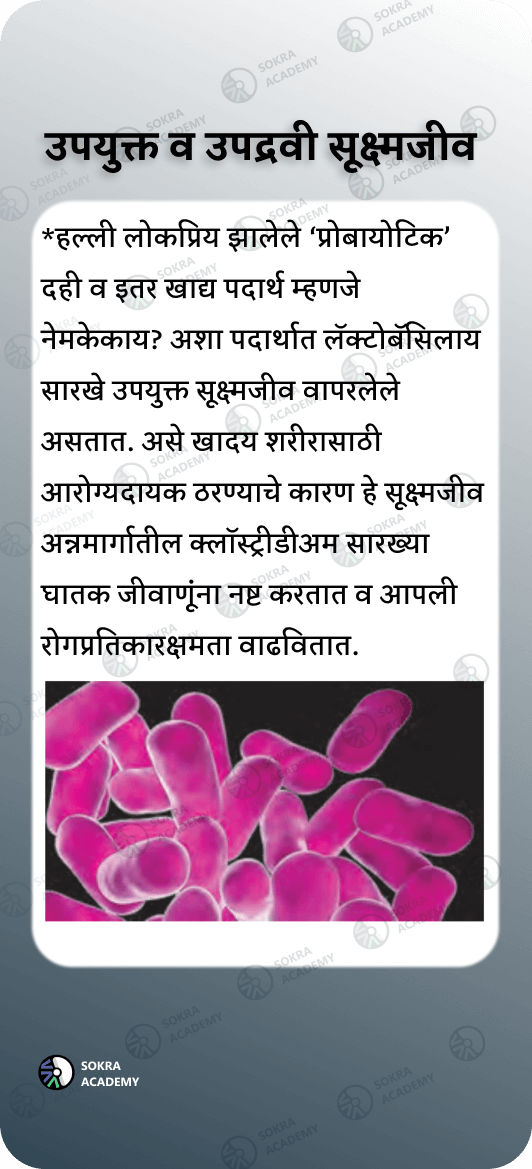 उपयुक्त व उपद्रवी सूक्ष्मजीव
*हल्ली लोकप्रिय झालेले ‘प्रोबायोटिक’
दही व इतर खाद्य पदार्थ म्हणजे
नेमकेकाय? अशा पदार्थात लॅक्टोबॅसिलाय
सारखे उपयुक्त सूक्ष्मजीव वापरलेले
असतात. असे खादय शरीरासाठी
आरोग्यदायक ठरण्याचे कारण हे सूक्ष्मजीव
अन्नमार्गातील क्लॉस्ट्रीडीअम सारख्या
घातक जीवाणूंना नष्ट करतात व आपली
रोगप्रतिकारक्षमता वाढवितात.
SOKRA
ACADEMY